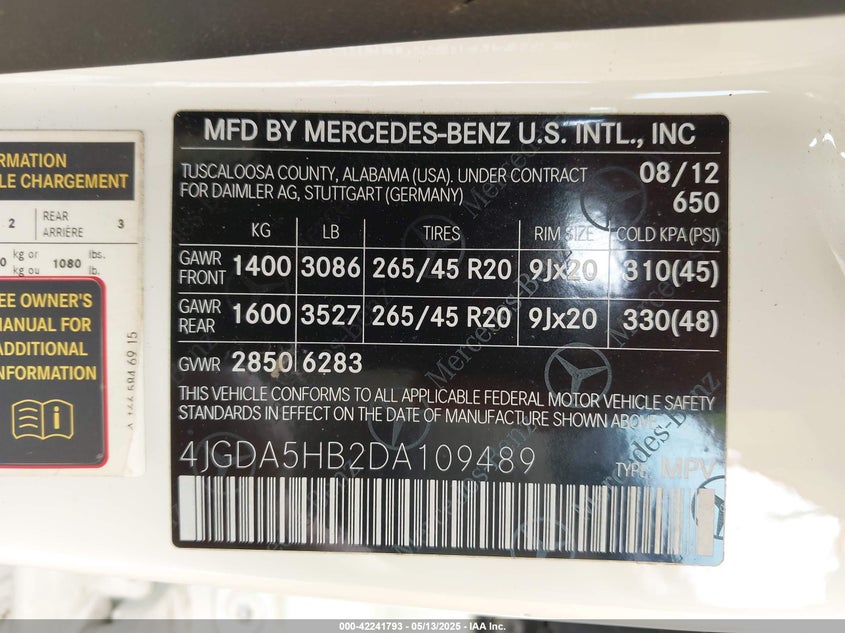 RMATION
LE CHARGEMENT
2 REAR ARRIÈRE 3
0 kg or kg ou 1080 lbs. lb.
EE OWNER'S
MANUAL FOR
ADDITIONAL
INFORMATION
MFD BY MERCEDES-BENZ U.S. INTL., INC
TUSCALOOSA COUNTY, ALABAMA (USA). UNDER CONTRACT
FOR DAIMLER AG, STUTTGART (GERMANY)
08/12
650
KG LB TIRES RIM SIZE COLD KPA (PSI)
GAWR FRONT 1400 3086 265/45 R20 9Jx20 310(45)
GAWR REAR 1600 3527 265/45 R20 9Jx20 330(48)
GVWR 2850 6283
THIS VEHICLE CONFORMS TO ALL APPLICABLE FEDERAL MOTOR VEHICLE SAFETY
STANDARDS IN EFFECT ON THE DATE OF MANUFACTURE SHOWN ABOVE.
4JGDA5HB2DA109489 TYPE: MPV
Mercedes-Benz
000-42241793 - 05/13/2025 - IAA Inc.